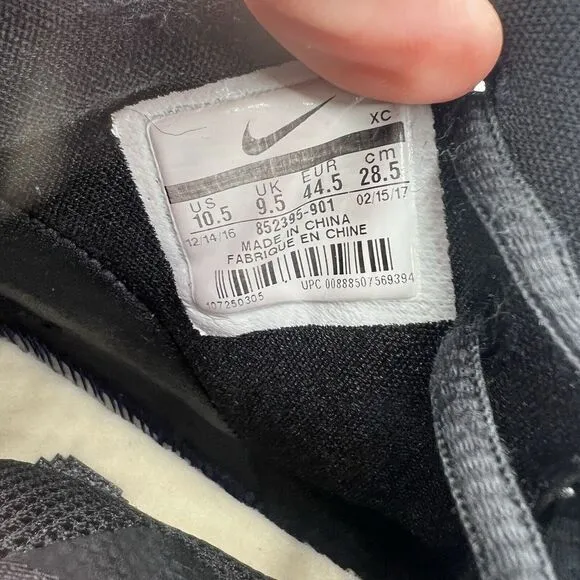 XC
US UK EUR cm
10.5 9.5 44.5 28.5
12/14/16 852395-901 02/15/17
MADE IN CHINA
FABRIQUE EN CHINE
107250305 UPC 00888507569394